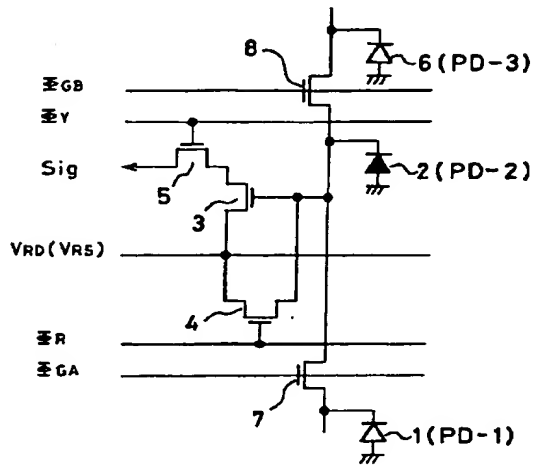 8
6(PD-3)
ΦGB
ΦY
Sig
5
3
2(PD-2)
VRD(VRS)
4
ΦR
ΦGA
7
1(PD-1)